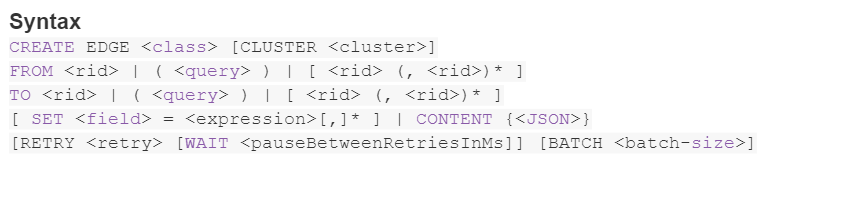 Syntax
CREATE EDGE <class> [CLUSTER <cluster>]
FROM <rid> | ( <query> ) | [ <rid> (, <rid>)* ]
TO <rid> | ( <query> ) | [ <rid> (, <rid>)* ]
[ SET <field> = <expression>[,]* ] | CONTENT {<JSON>}
[RETRY <retry> [WAIT <pauseBetweenRetriesInMs]] [BATCH <batch-size>]